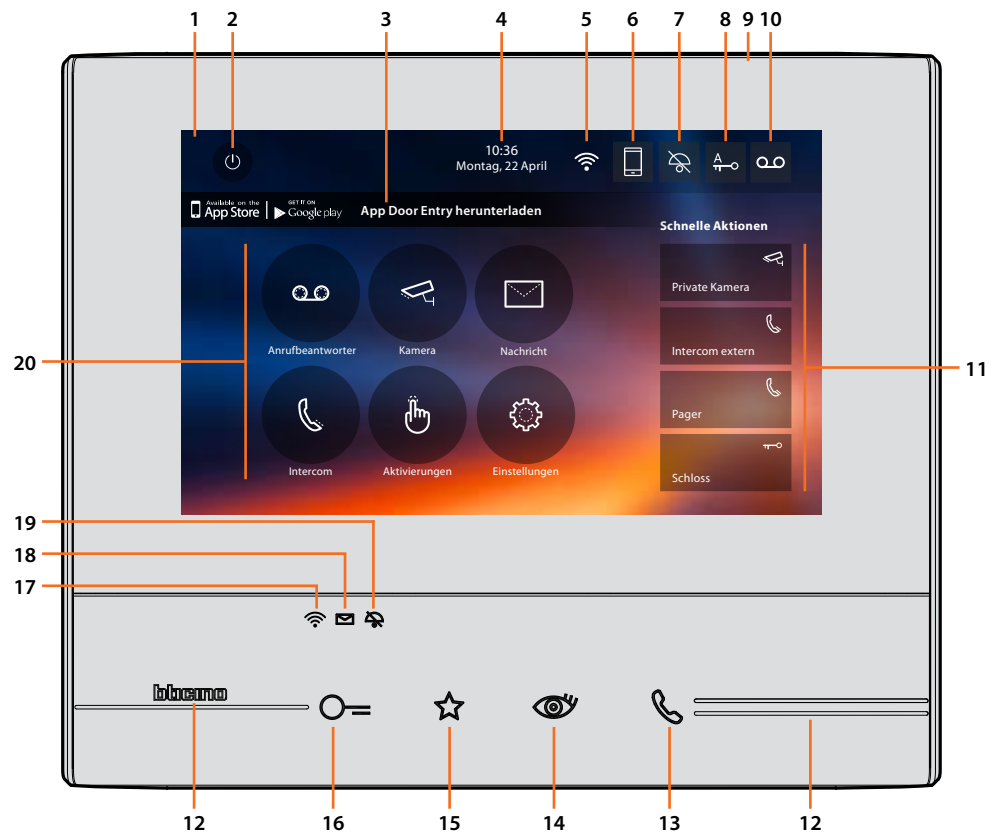 1 2 3 4 5 6 7 8 9 10
10:36
Montag, 22 April
A
Available on the
App Store
GET IT ON
Google play
App Door Entry herunterladen
Schnelle Aktionen
Private Kamera
Anrufbeantworter Kamera Nachricht
Intercom extern
20
11
Pager
Intercom Aktivierungen Einstellungen
Schloss
19
18
17
bticino
12 16 15 14 13 12